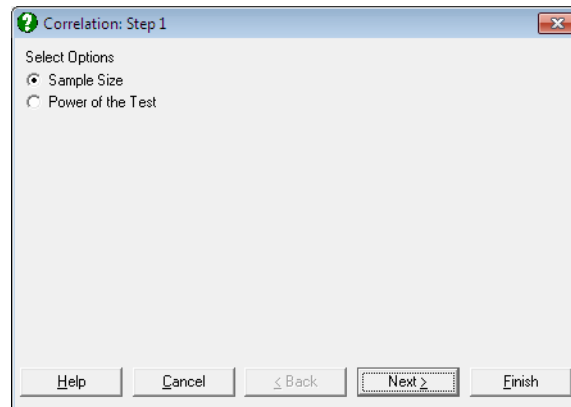 Correlation: Step 1
Select Options
Sample Size
Power of the Test
Help Cancel < Back Next > Finish